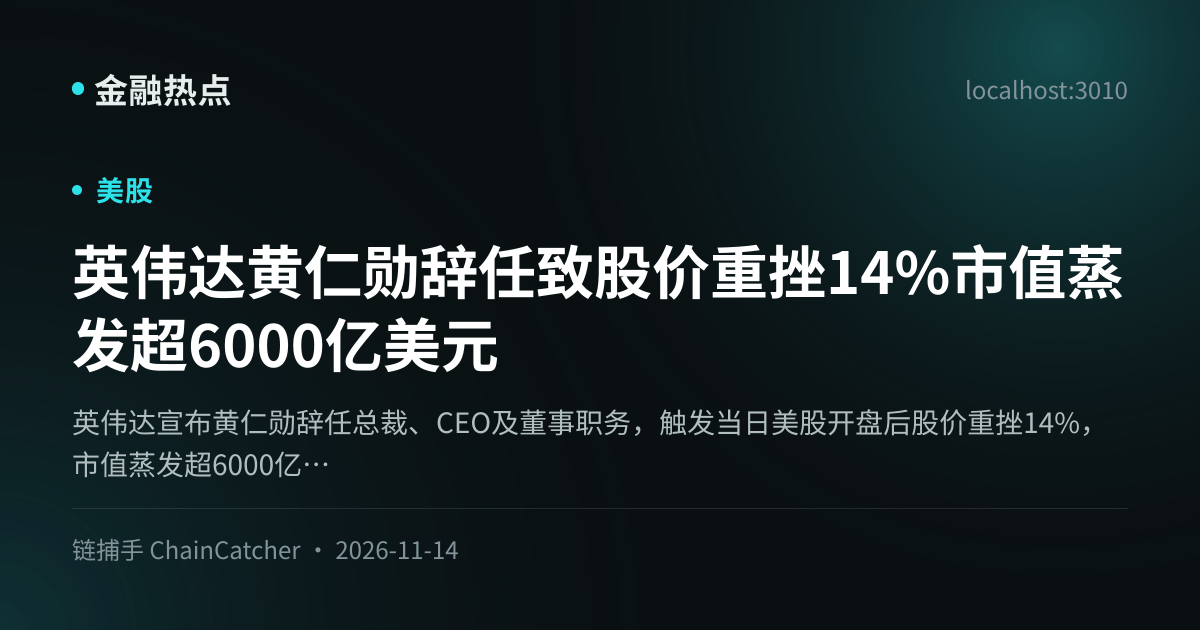 金融热点
localhost:3010
美股
英伟达黄仁勋辞任致股价重挫14%市值蒸
发超6000亿美元
英伟达宣布黄仁勋辞任总裁、CEO及董事职务，触发当日美股开盘后股价重挫14%，
市值蒸发超6000亿…
链捕手 ChainCatcher · 2026-11-14